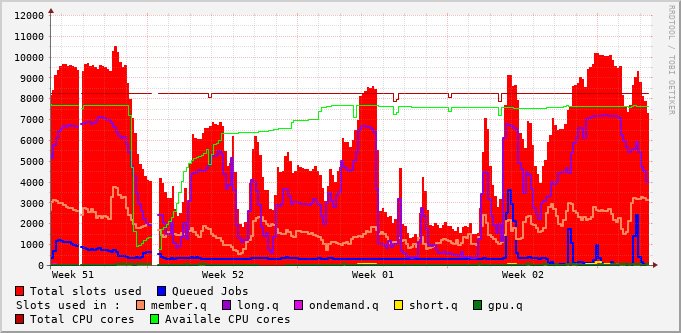 12000
11000
10000
9000
8000
7000
6000
5000
4000
3000
2000
1000
0
Week 51 Week 52 Week 01 Week 02
RRDTOOL / TOBI OETIKER
Total slots used Queued Jobs
Slots used in : member.q long.q ondemand.q short.q gpu.q
Total CPU cores Availale CPU cores